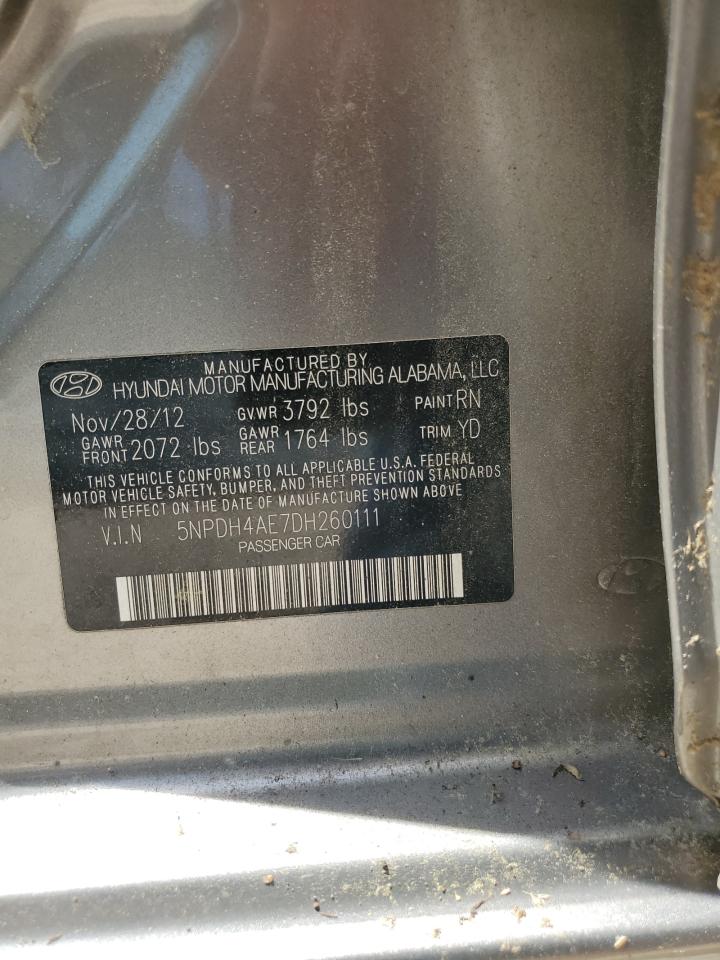 MANUFACTURED BY
HYUNDAI MOTOR MANUFACTURING ALABAMA, LLC
Nov/28/12 GVWR 3792 lbs PAINT RN
GAWR FRONT 2072 lbs GAWR REAR 1764 lbs TRIM YD
THIS VEHICLE CONFORMS TO ALL APPLICABLE U.S.A. FEDERAL
MOTOR VEHICLE SAFETY, BUMPER, AND THEFT PREVENTION STANDARDS
IN EFFECT ON THE DATE OF MANUFACTURE SHOWN ABOVE
V.I.N 5NPDH4AE7DH260111
PASSENGER CAR